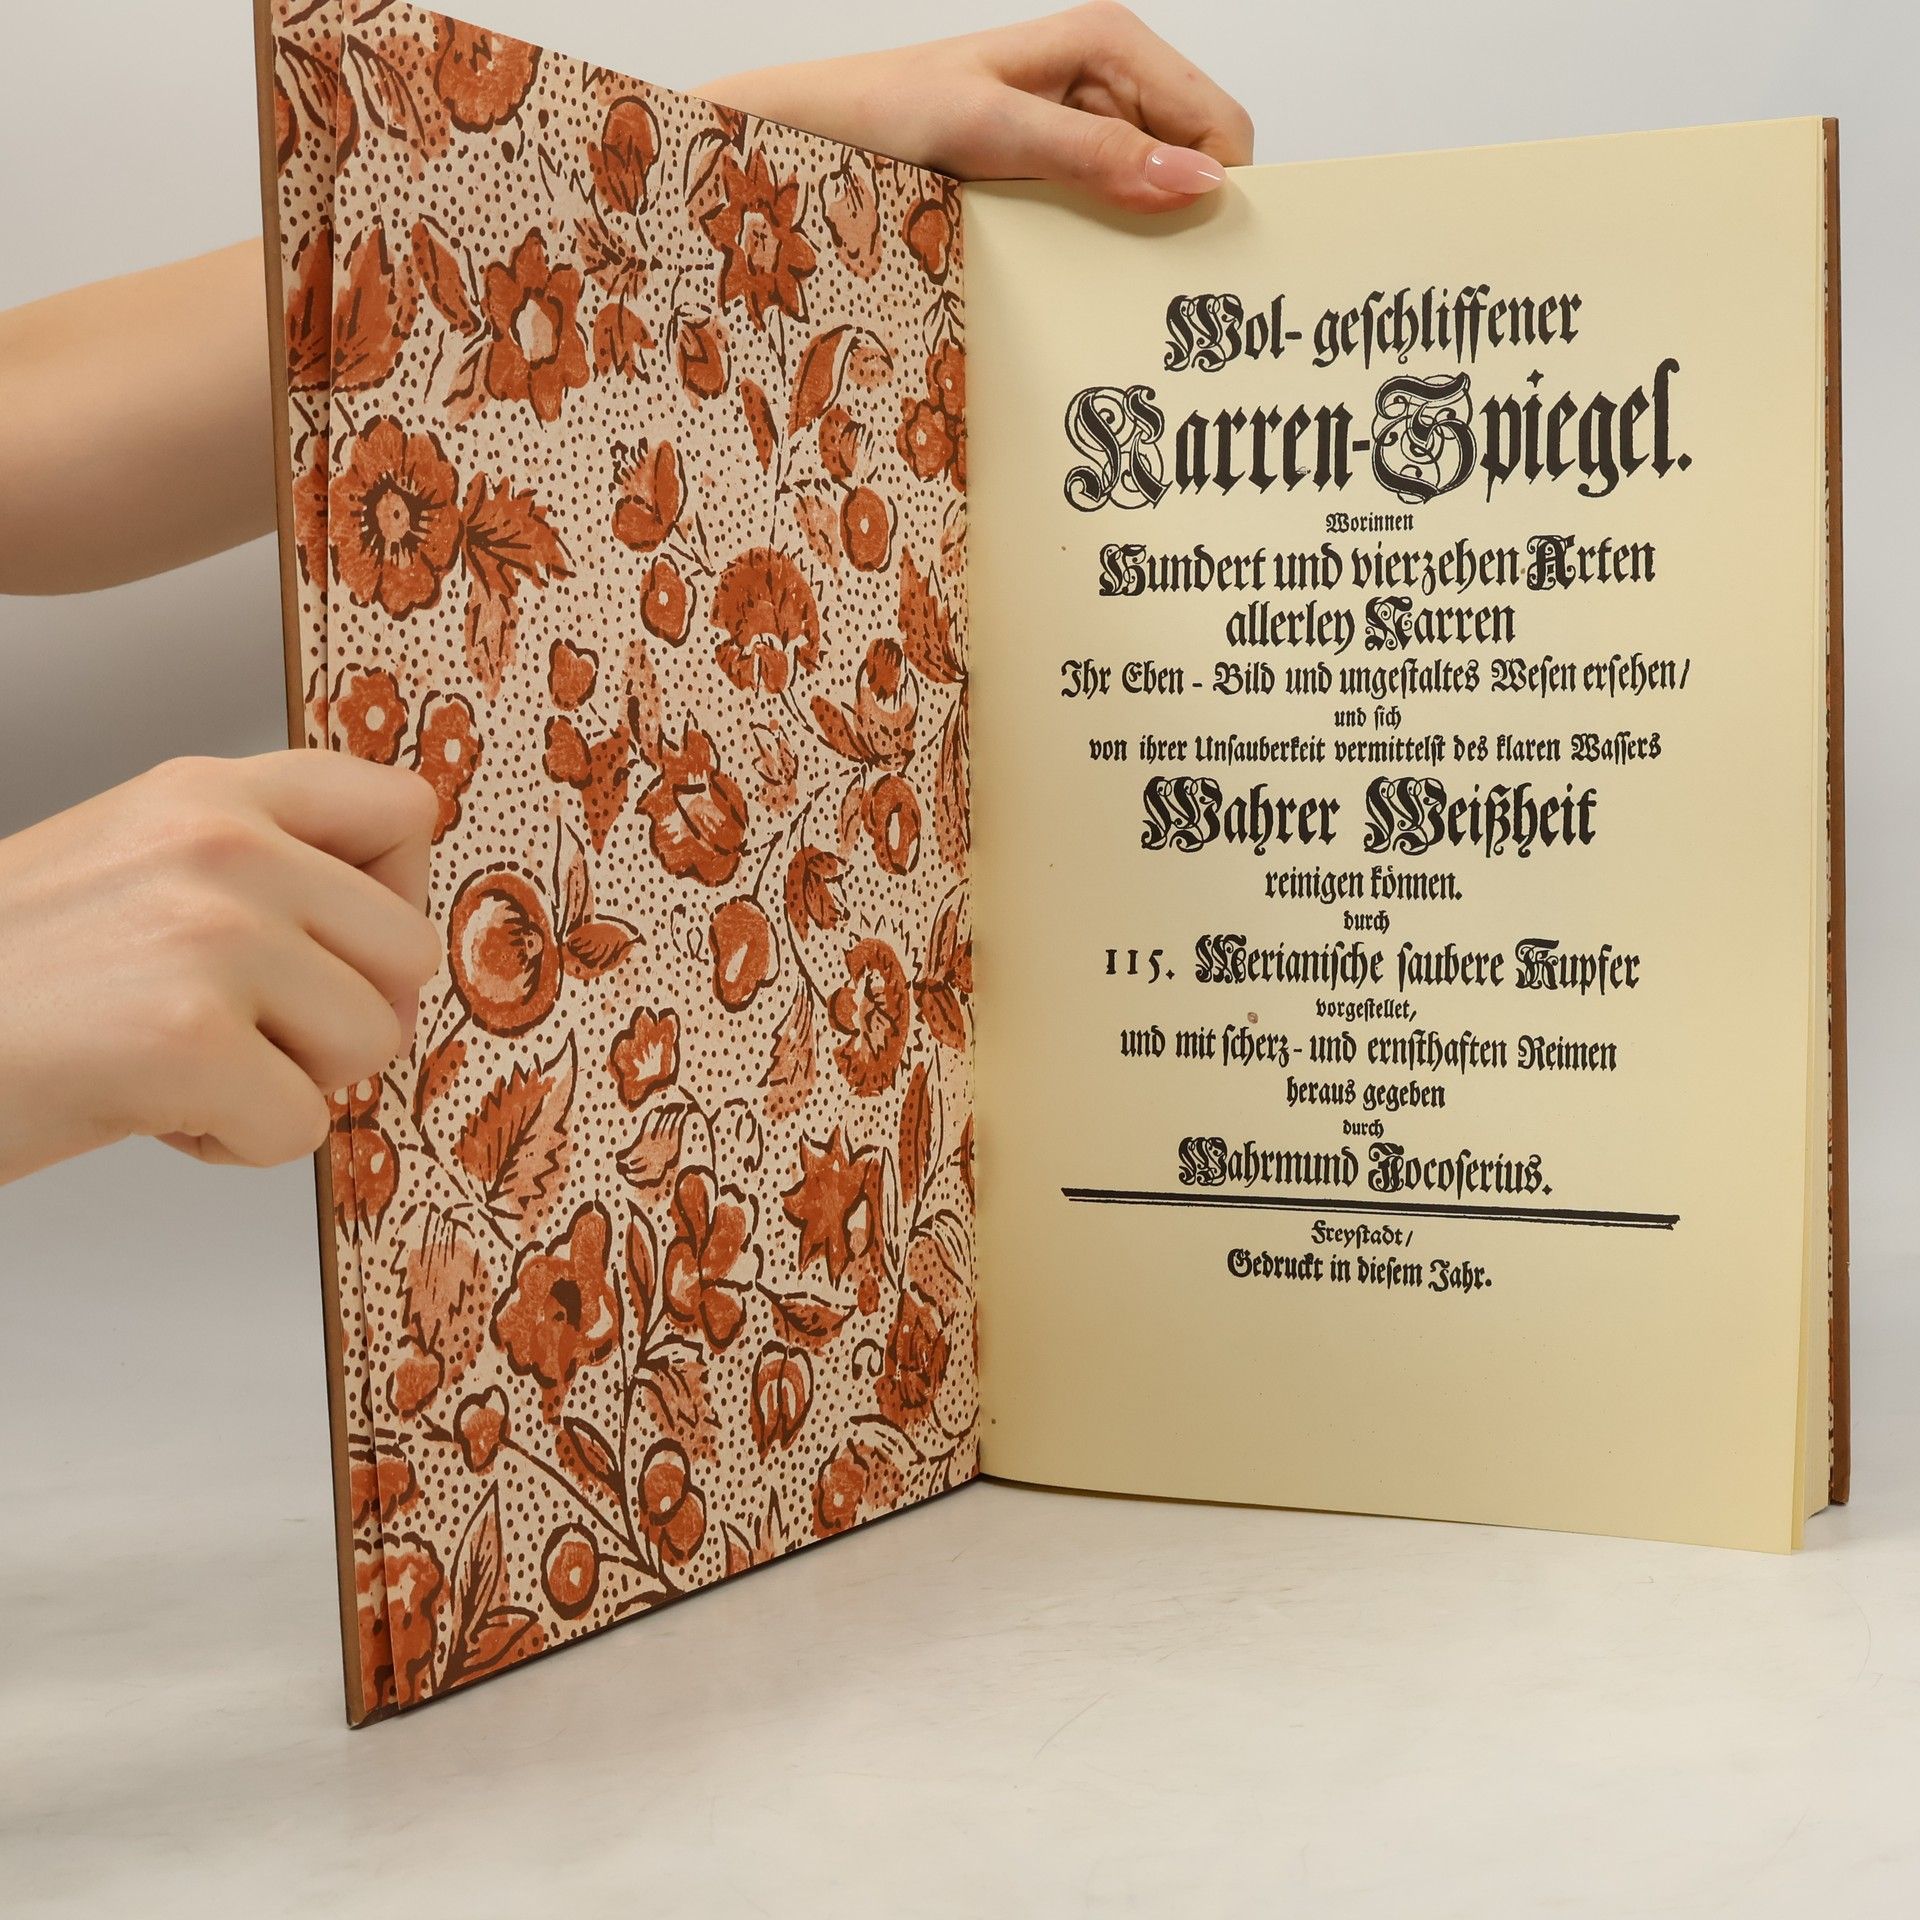 Wol-geſchliffener
Narren-Spiegel.
Worinnen
Hundert und vierzehen Arten
allerley Narren
Ihr Eben-Bild und ungeſtaltes Weſen erſehen/
und ſich
von ihrer Unſauberkeit vermittelſt des klaren Waſſers
Wahrer Weißheit
reinigen können.
durch
115. Merianiſche ſaubere Kupfer
vorgeſtellet,
und mit ſcherz- und ernſthaften Reimen
heraus gegeben
durch
Wahrmund Jocoſerius.
Freyſtadt/
Gedruckt in dieſem Jahr.